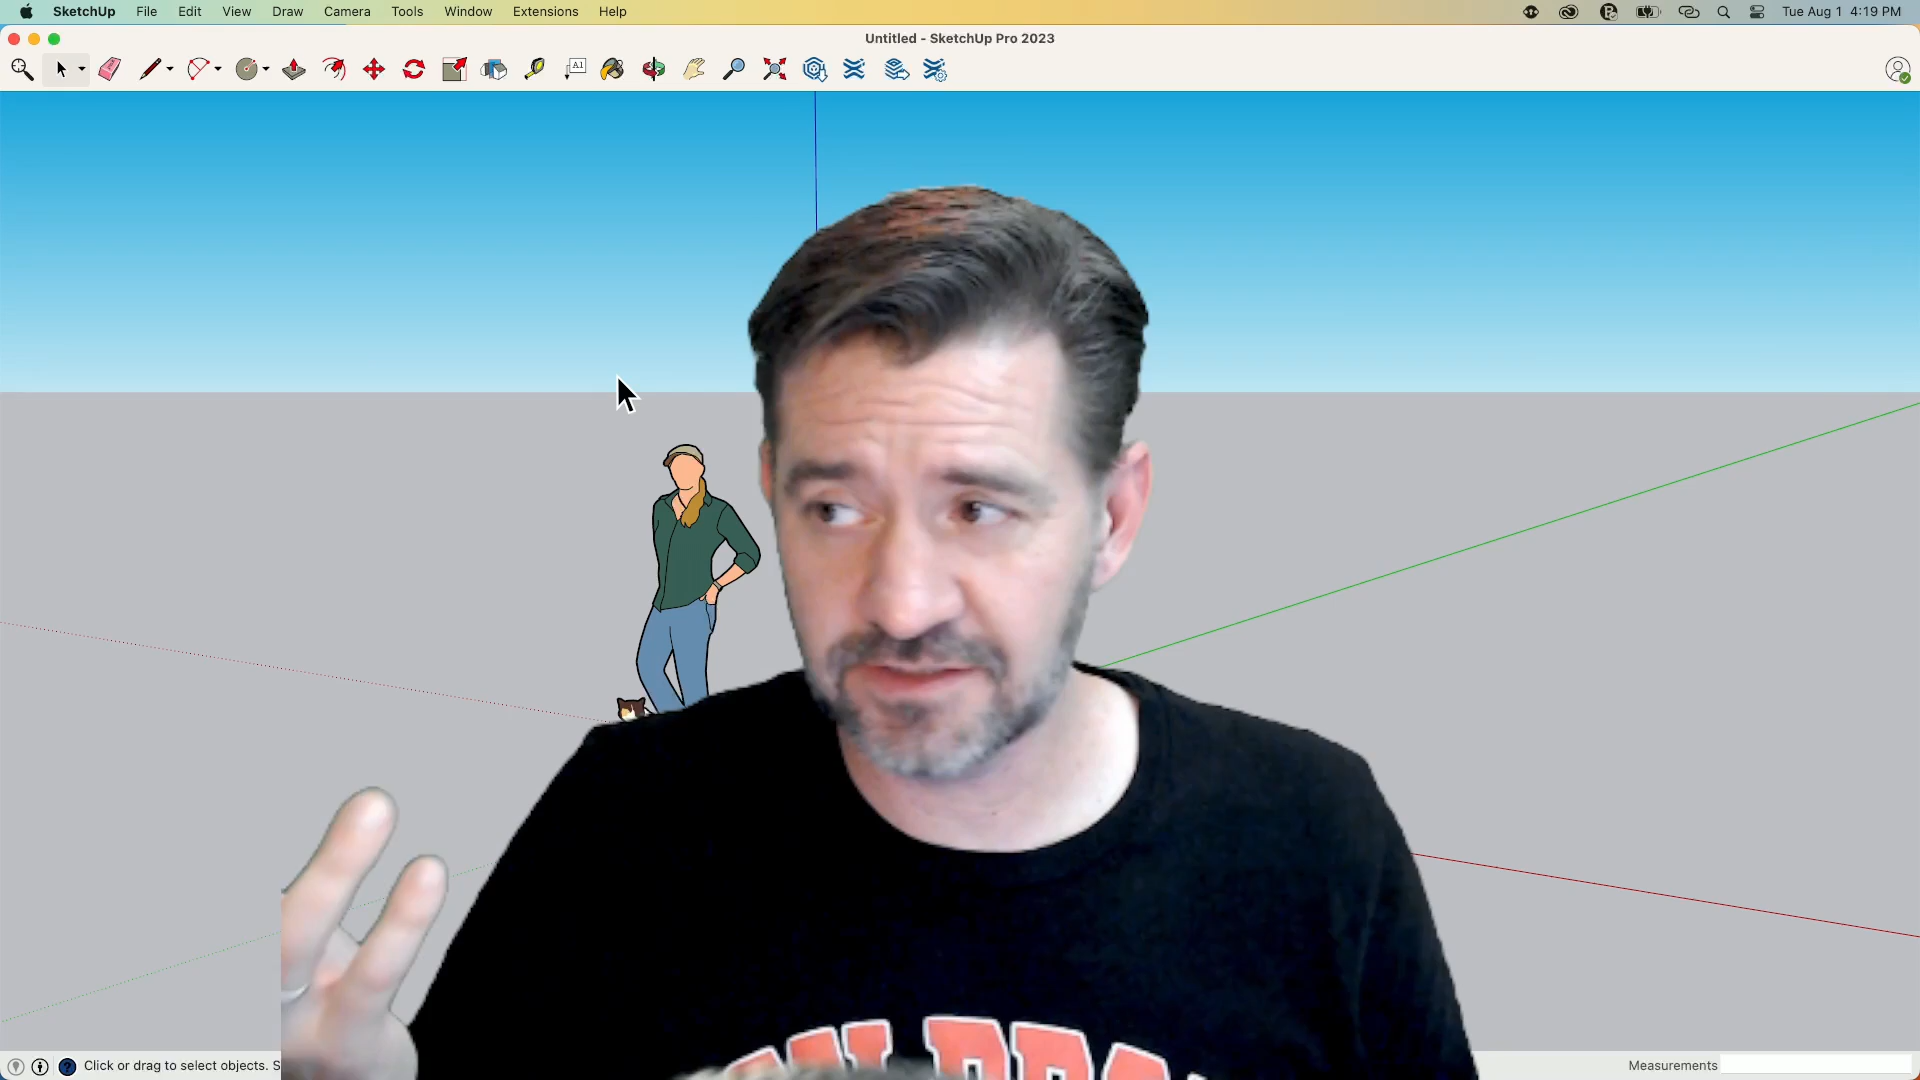 SketchUp File Edit View Draw Camera Tools Window Extensions Help Tue Aug 1 4:19 PM
Untitled - SketchUp Pro 2023
A1
Click or drag to select objects. S
Measurements